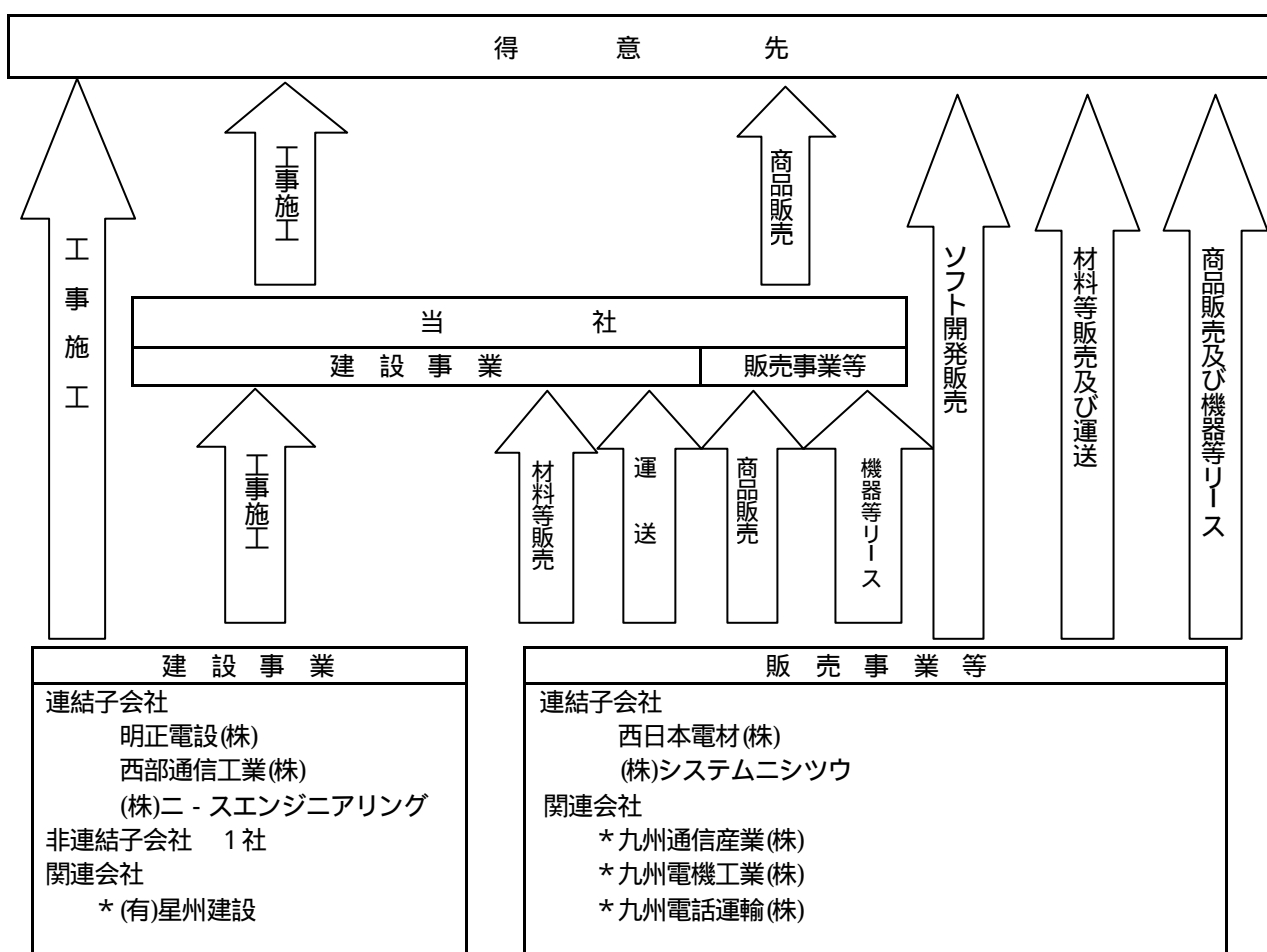 得意先
工事施工
工事施工
商品販売
ソフト開発販売
材料等販売及び運送
商品販売及び機器等リース
当社
建設事業
販売事業等
工事施工
材料等販売
運送
商品販売
機器等リース
建設事業
連結子会社
明正電設(株)
西部通信工業(株)
(株)ニ-スエンジニアリング
非連結子会社 1社
関連会社
*(有)星州建設
販売事業等
連結子会社
西日本電材(株)
(株)システムニシツウ
関連会社
*九州通信産業(株)
*九州電機工業(株)
*九州電話運輸(株)